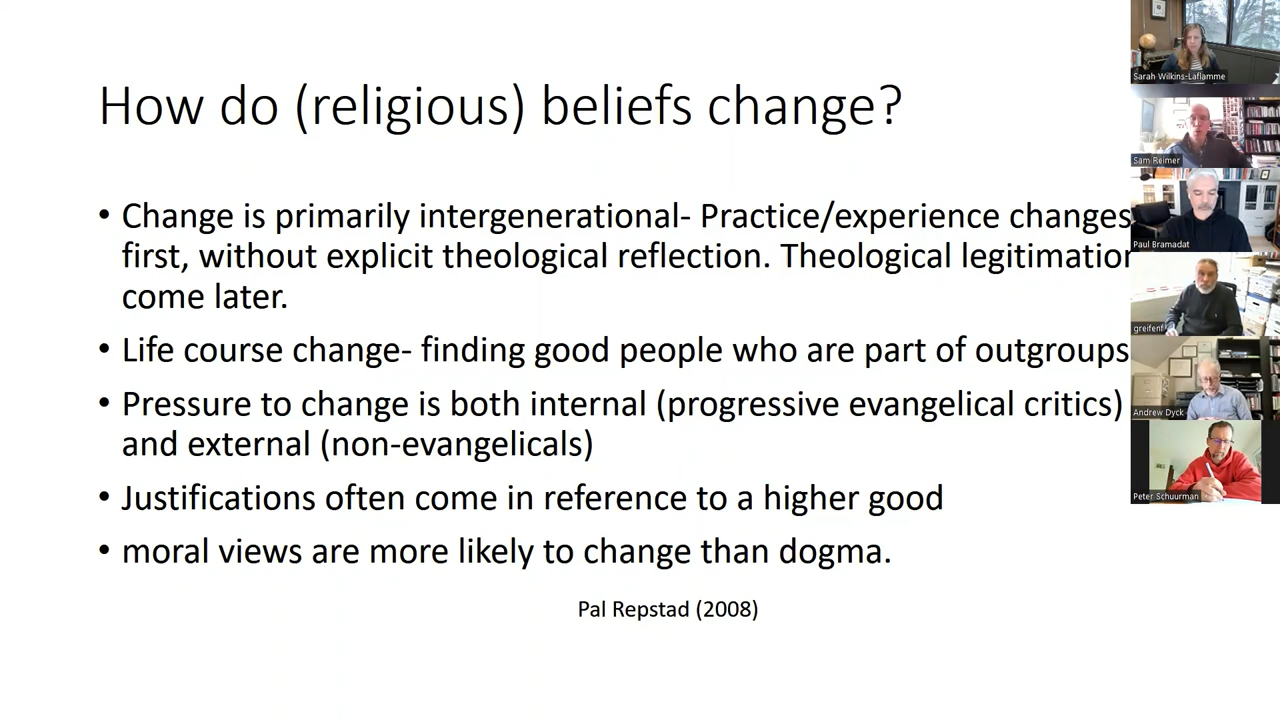 How do (religious) beliefs change?
• Change is primarily intergenerational- Practice/experience changes
first, without explicit theological reflection. Theological legitimation
come later.
• Life course change- finding good people who are part of outgroups
• Pressure to change is both internal (progressive evangelical critics)
and external (non-evangelicals)
• Justifications often come in reference to a higher good
• moral views are more likely to change than dogma.
Pal Repstad (2008)
Sarah Wilkins-Laflamme
Sam Reimer
Paul Bramadat
greifenf
Andrew Dyck
Peter Schuurman